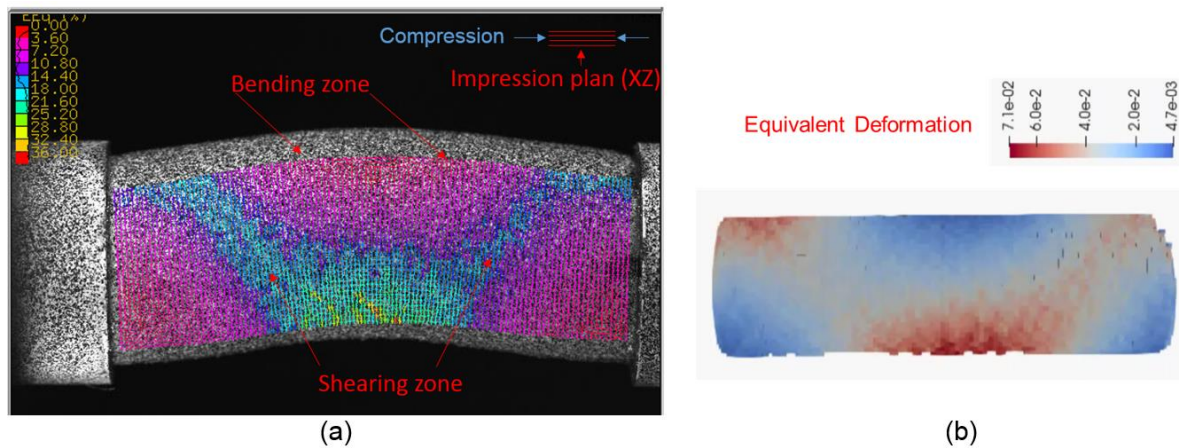 EEQ (%)
0.00
3.60
7.20
10.80
14.40
18.00
21.60
25.20
28.80
32.40
36.00
Compression
Impression plan (XZ)
Bending zone
Shearing zone
Equivalent Deformation
7.1e-02
6.0e-2
4.0e-2
2.0e-2
4.7e-03
(a)
(b)